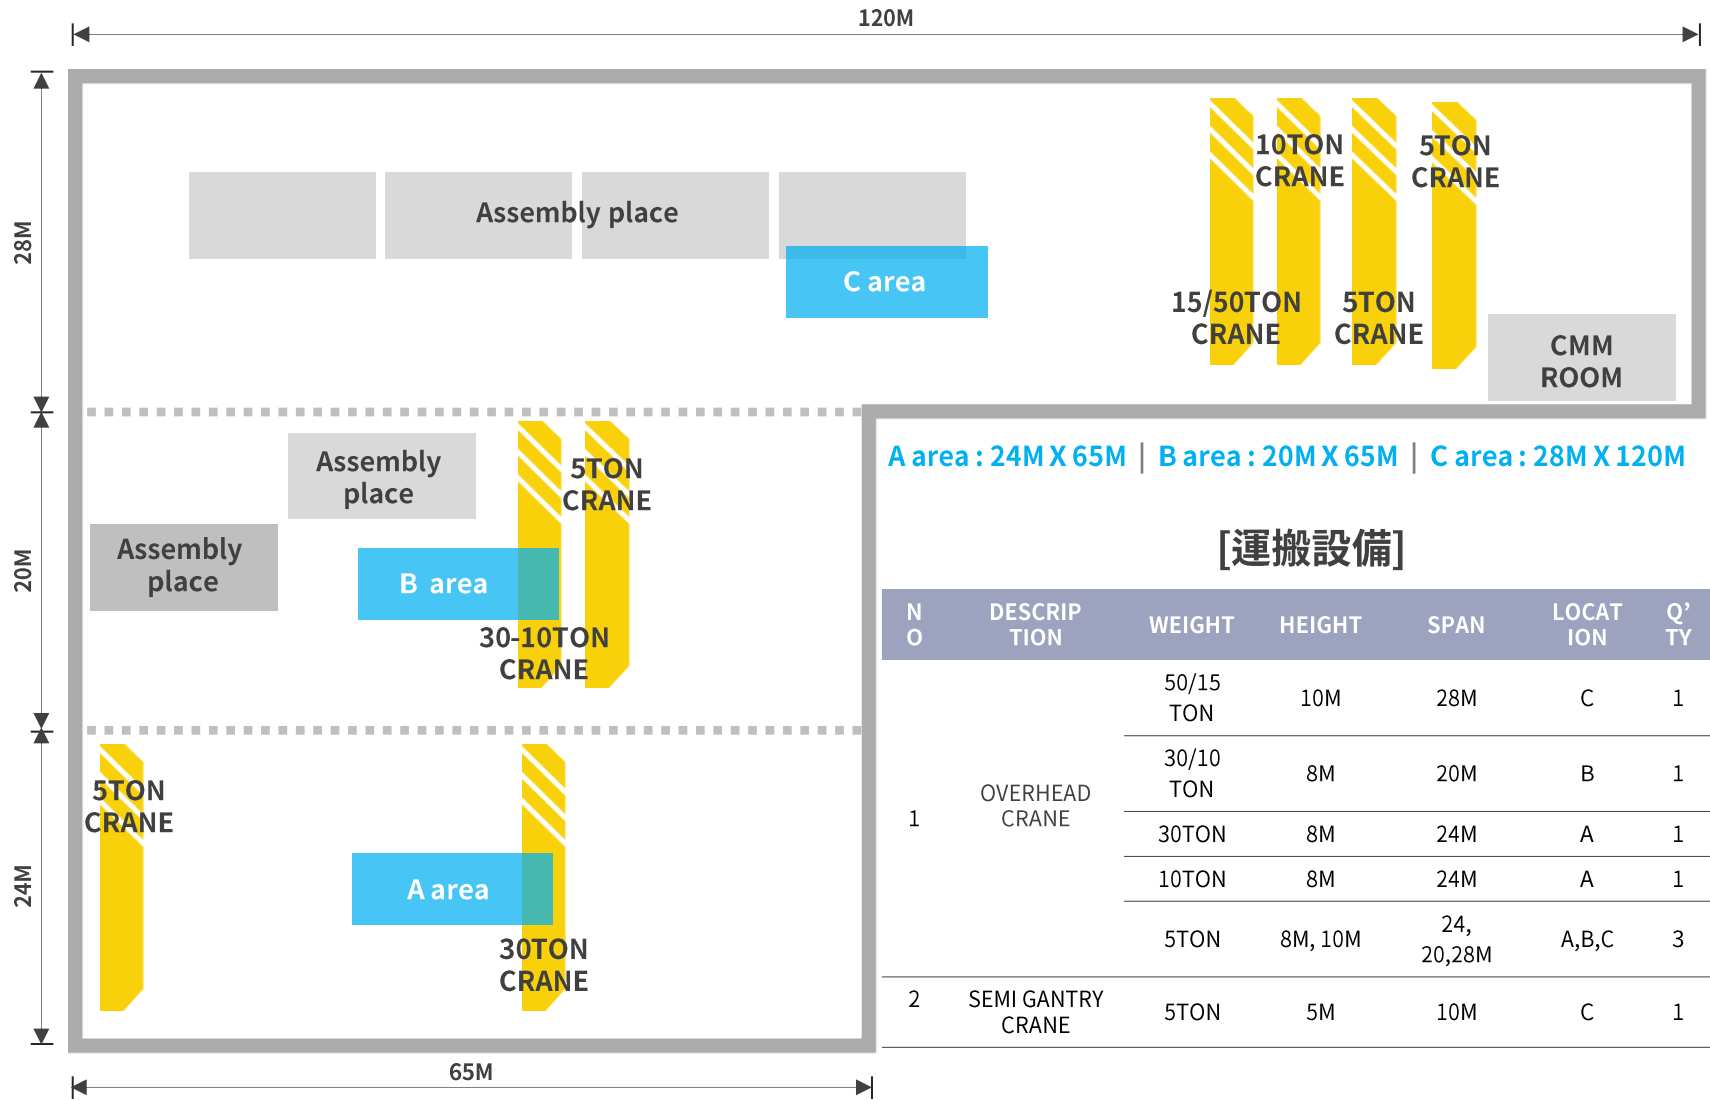 120M
28M
Assembly place
C area
10TON
CRANE
5TON
CRANE
15/50TON
CRANE
5TON
CRANE
CMM
ROOM
20M
Assembly
place
Assembly
place
5TON
CRANE
B area
30-10TON
CRANE
24M
5TON
CRANE
A area
30TON
CRANE
65M
A area : 24M X 65M | B area : 20M X 65M | C area : 28M X 120M
[運搬設備]
N
O
DESCRIP
TION
WEIGHT
HEIGHT
SPAN
LOCAT
ION
Q’
TY
1
OVERHEAD
CRANE
50/15
TON
10M
28M
C
1
30/10
TON
8M
20M
B
1
30TON
8M
24M
A
1
10TON
8M
24M
A
1
5TON
8M, 10M
24,
20,28M
A,B,C
3
2
SEMI GANTRY
CRANE
5TON
5M
10M
C
1